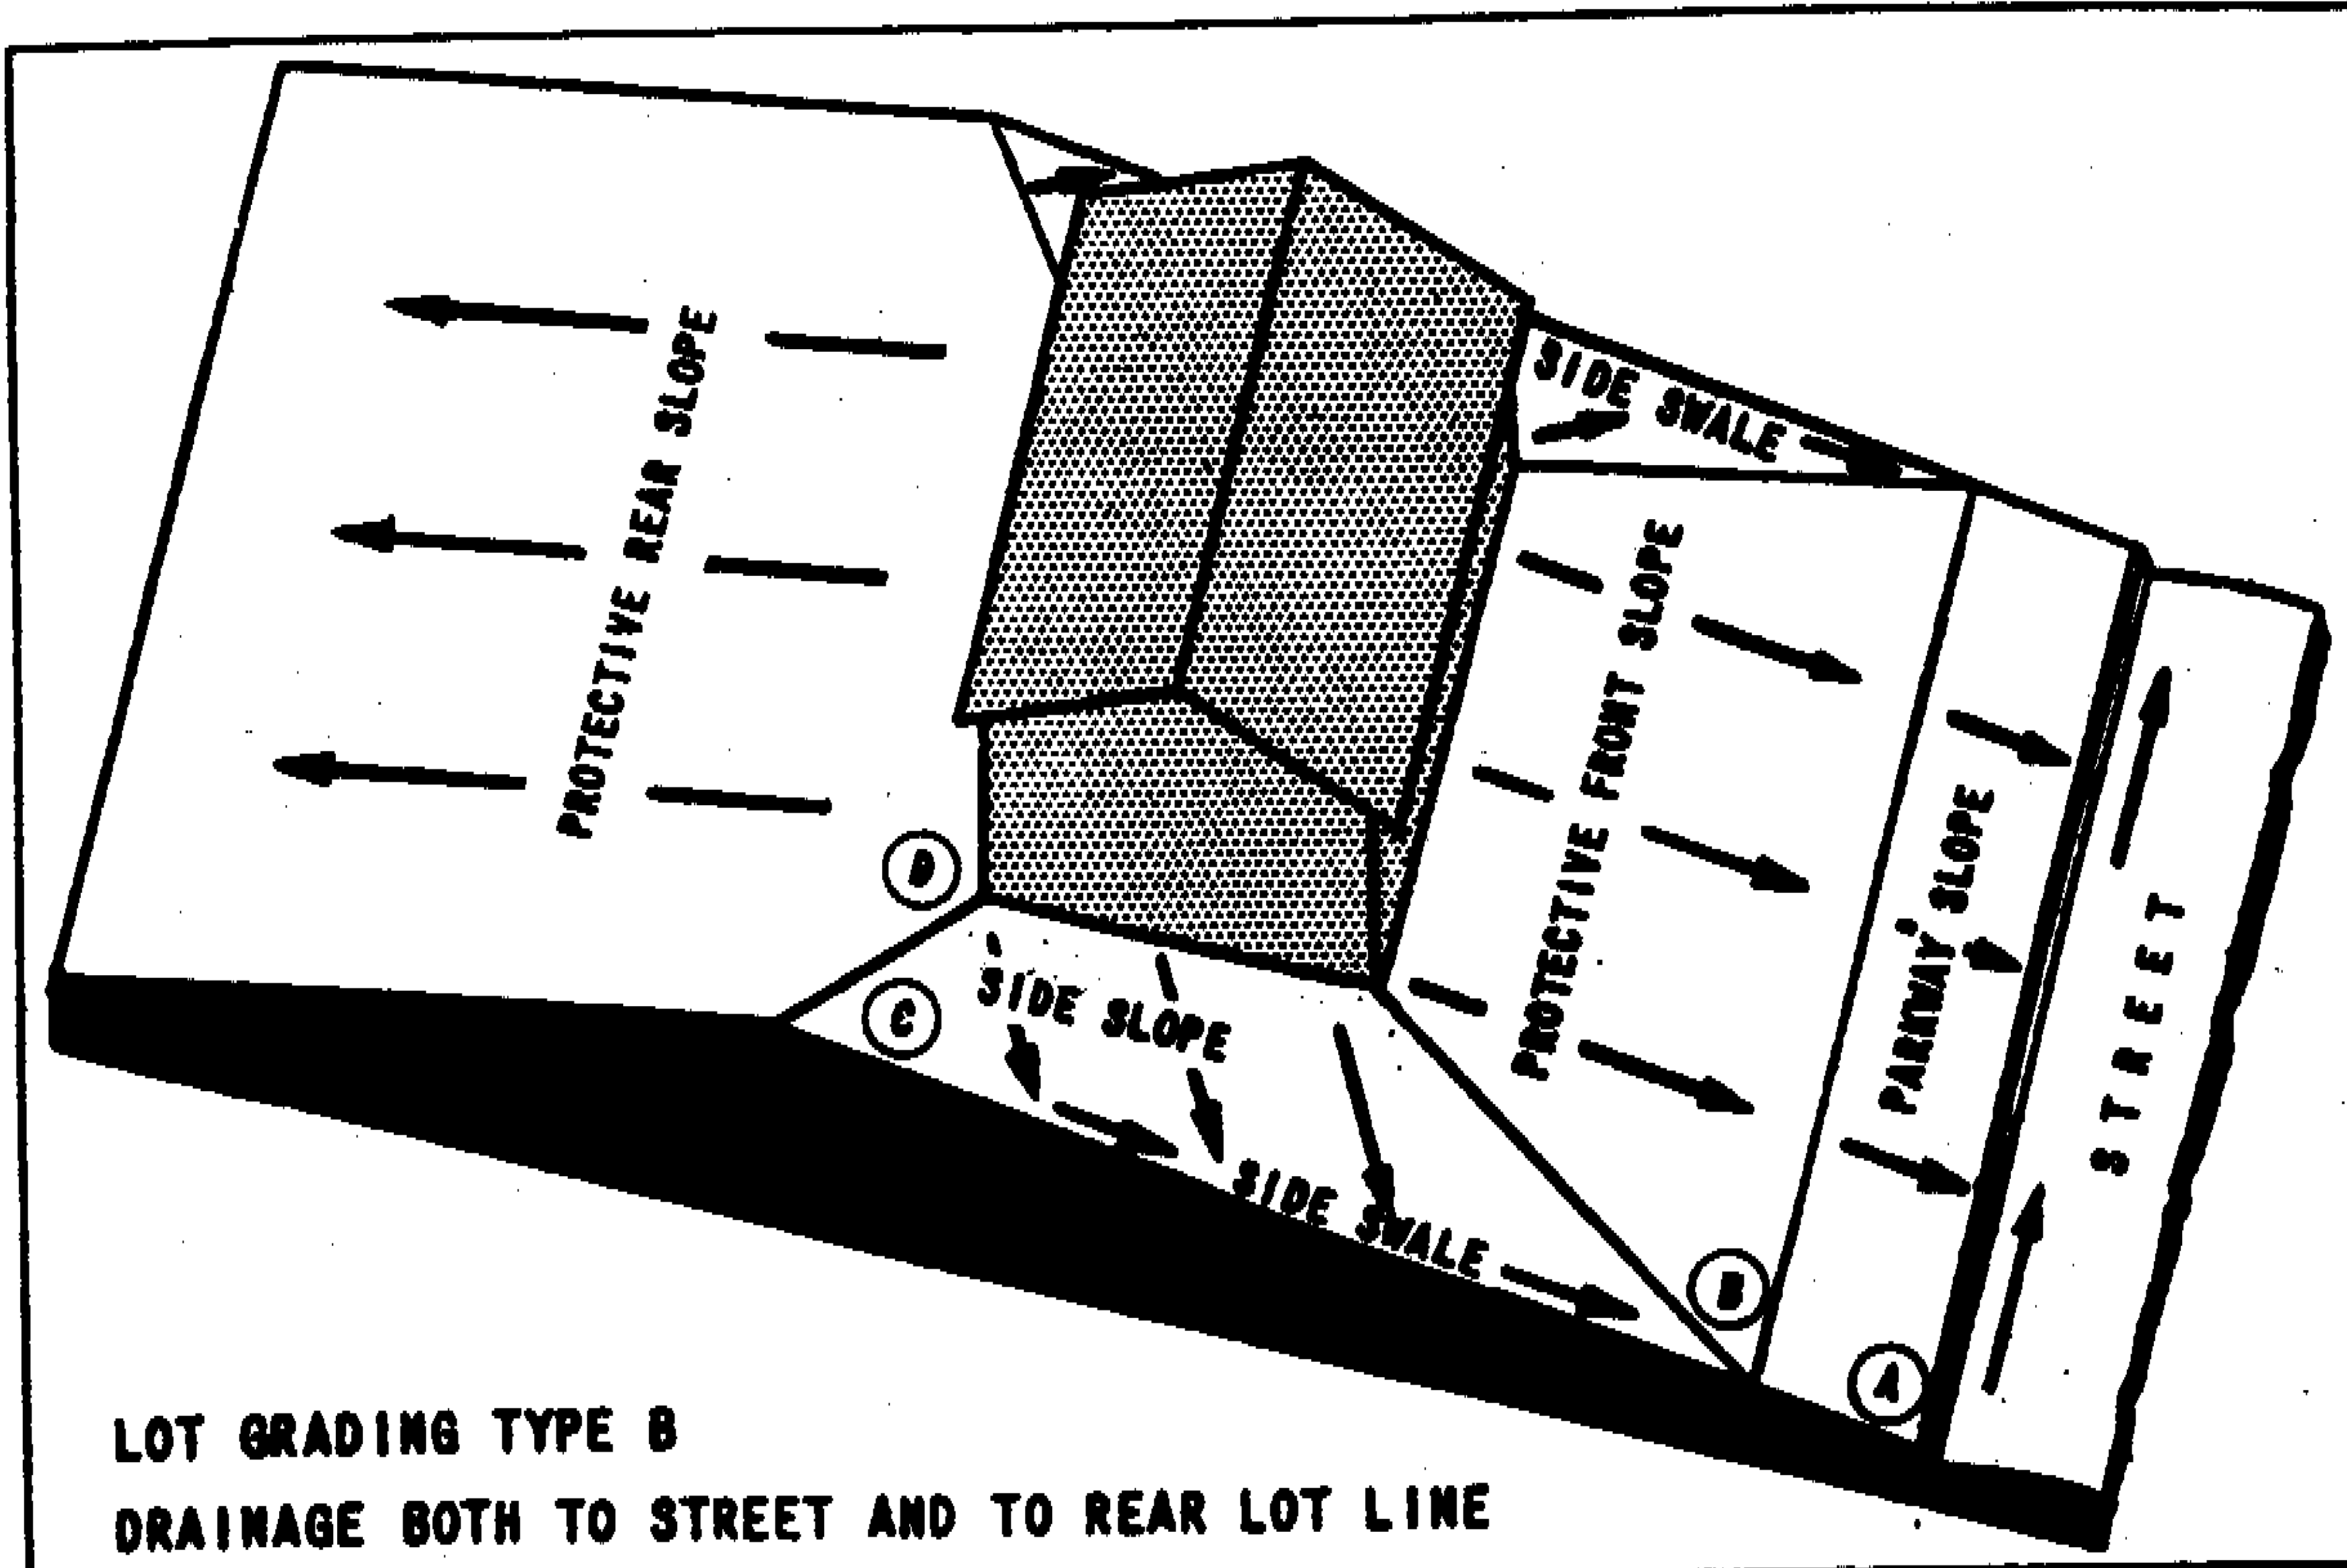 SIDE SWALE
PROTECTIVE REAR SLOPE
PROTECTIVE FRONT SLOPE
PARKWAY SLOPE
STREET
D
C
SIDE SLOPE
SIDE SWALE
B
A
LOT GRADING TYPE B
DRAINAGE BOTH TO STREET AND TO REAR LOT LINE